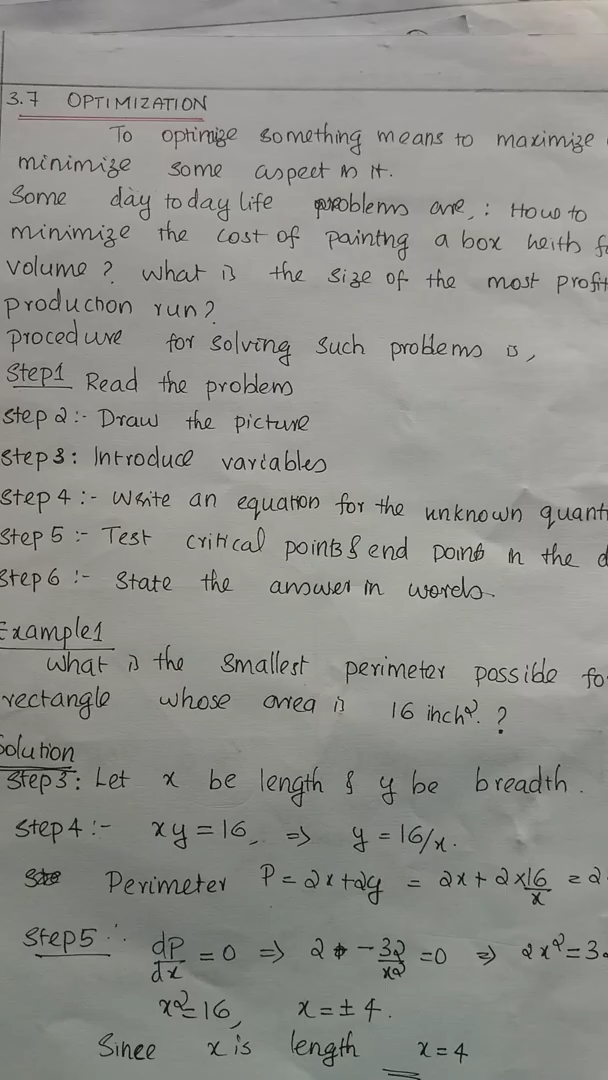 3.7 OPTIMIZATION
To optimize something means to maximize
minimize some aspect in it.
Some day to day life problems are, : How to
minimize the cost of painting a box with
volume ? What is the size of the most profit
production run ?
procedure for solving such problems is,
Step1 Read the problem
Step 2 :- Draw the picture
Step 3 : Introduce variables
Step 4 :- Write an equation for the unknown quant
Step 5 :- Test critical points & end points in the
Step 6 :- State the answer in words.
Example1
What is the smallest perimeter possible fo
rectangle whose area is 16 inch². ?
Solution
Step3 : Let x be length & y be breadth.
Step 4 :- xy = 16, => y = 16/x.
Perimeter P = 2x+2y = 2x + 2×16/x = 2
Step5 : dP/dx = 0 => 2 - 32/x² = 0 => 2x² = 3
x² = 16, x = ± 4.
Since x is length x = 4